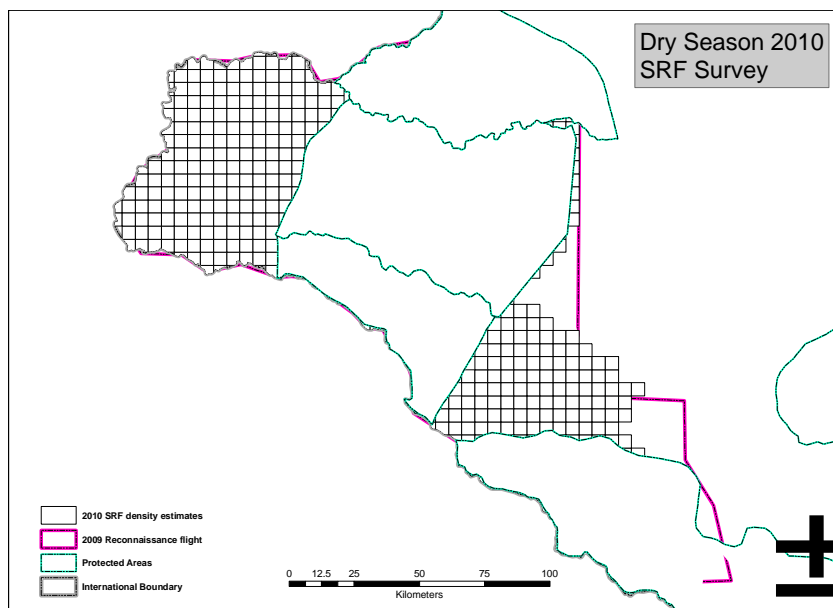 Dry Season 2010
SRF Survey
2010 SRF density estimates
2009 Reconnaissance flight
Protected Areas
International Boundary
0 12.5 25 50 75 100
Kilometers